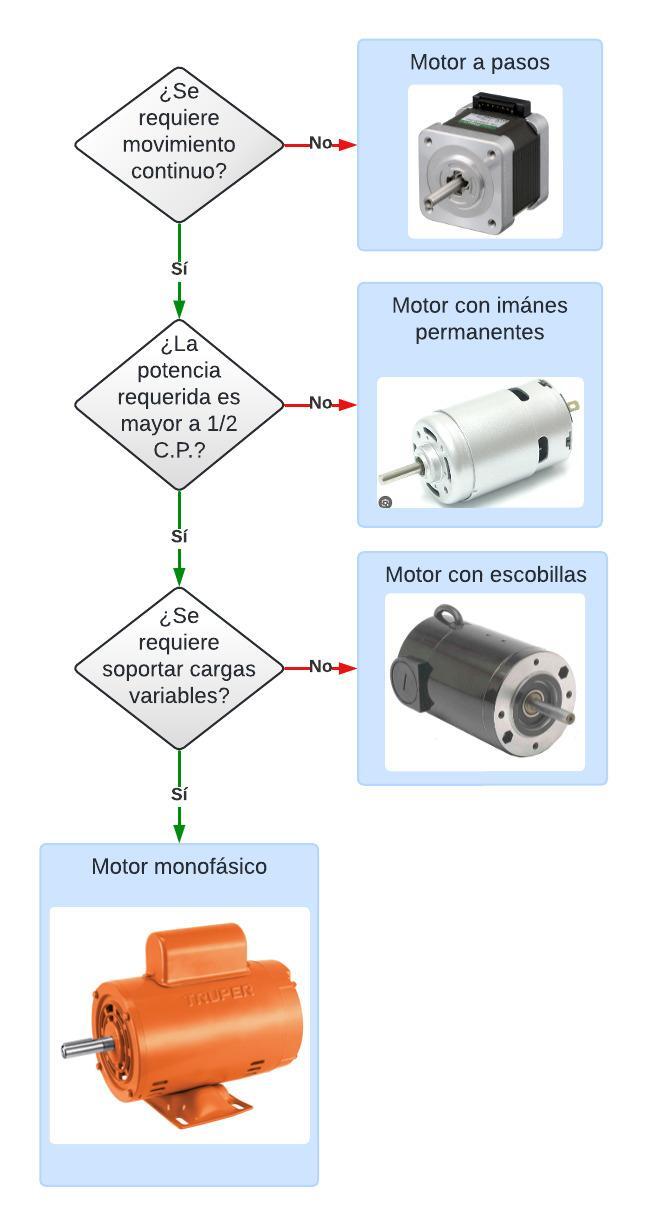 Motor a pasos
¿Se
requiere
movimiento
continuo?
No
Sí
Motor con imánes
permanentes
¿La
potencia
requerida es
mayor a 1/2
C.P.?
No
Sí
Motor con escobillas
¿Se
requiere
soportar cargas
variables?
No
Sí
Motor monofásico
TRUPER